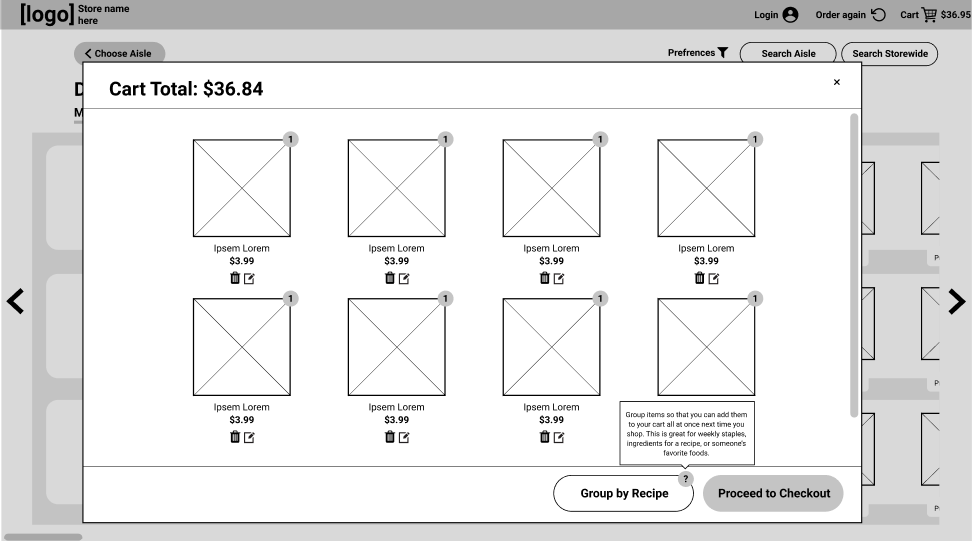 [logo] Store name
here
Login
Order again
Cart
$36.95
Choose Aisle
Prefrences
Search Aisle
Search Storewide
D
M
Cart Total: $36.84
×
1
1
1
1
Ipsem Lorem
Ipsem Lorem
Ipsem Lorem
Ipsem Lorem
$3.99
$3.99
$3.99
$3.99
1
1
1
1
Ipsem Lorem
Ipsem Lorem
Ipsem Lorem
$3.99
$3.99
$3.99
Group items so that you can add them
to your cart all at once next time you
shop. This is great for weekly staples,
ingredients for a recipe, or someone's
favorite foods.
?
Group by Recipe
Proceed to Checkout
P
P
P